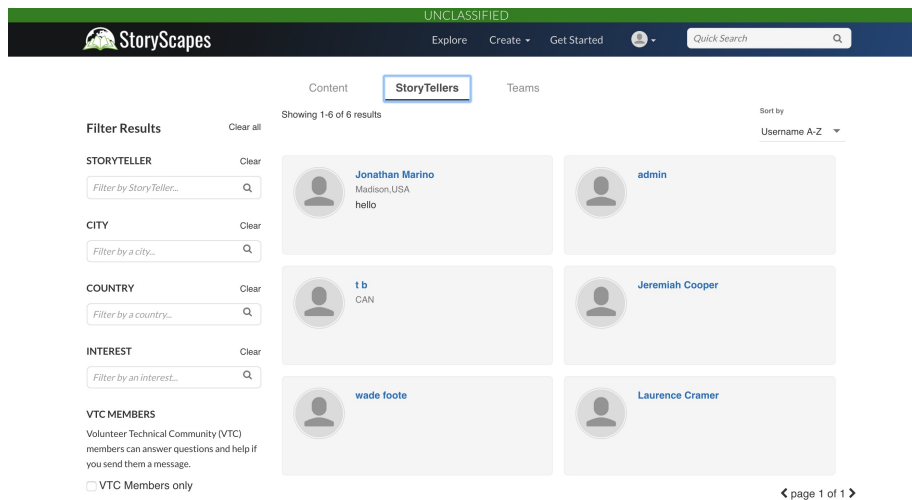 UNCLASSIFIED
StoryScapes
Explore Create Get Started Quick Search
Content StoryTellers Teams
Showing 1-6 of 6 results
Sort by
Username A-Z
Filter Results Clear all
STORYTELLER Clear
Filter by StoryTeller...
CITY Clear
Filter by a city...
COUNTRY Clear
Filter by a country...
INTEREST Clear
Filter by an interest...
VTC MEMBERS
Volunteer Technical Community (VTC)
members can answer questions and help if
you send them a message.
VTC Members only
Jonathan Marino
Madison,USA
hello
admin
t b
CAN
Jeremiah Cooper
wade foote
Laurence Cramer
page 1 of 1